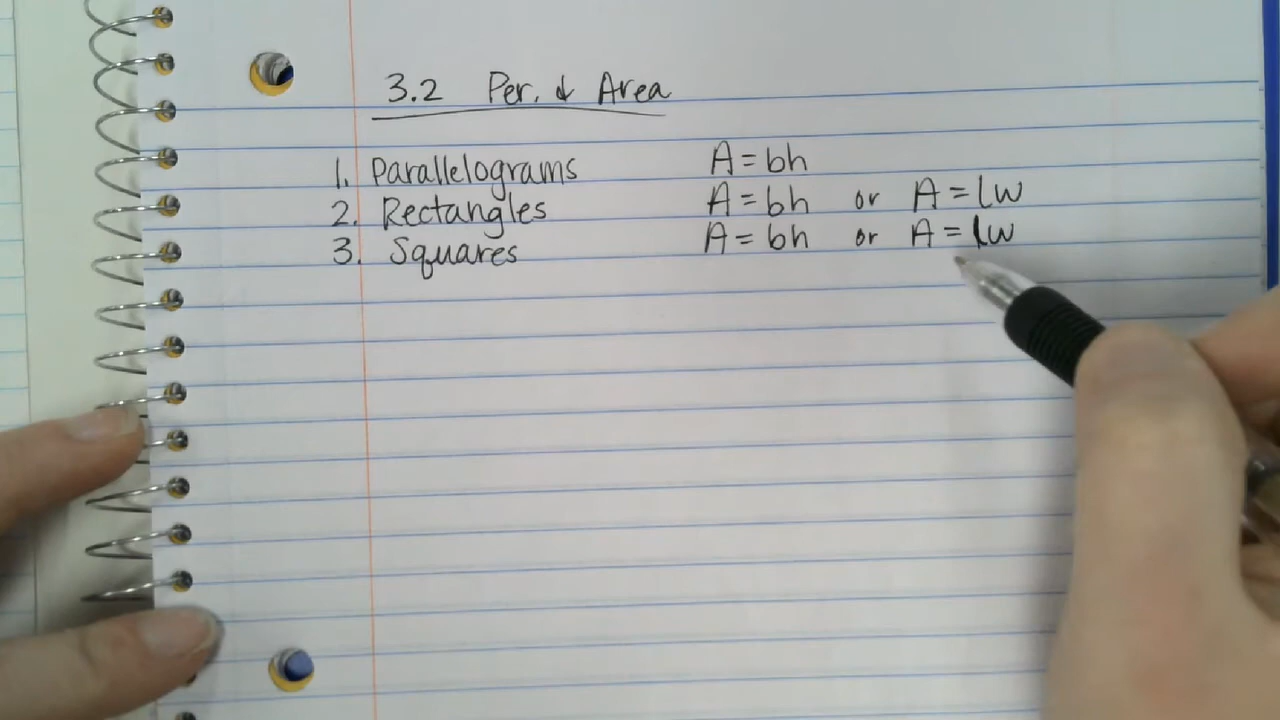 3.2 Per. & Area
1. Parallelograms A = bh
2. Rectangles A = bh or A = lw
3. Squares A = bh or A = lw